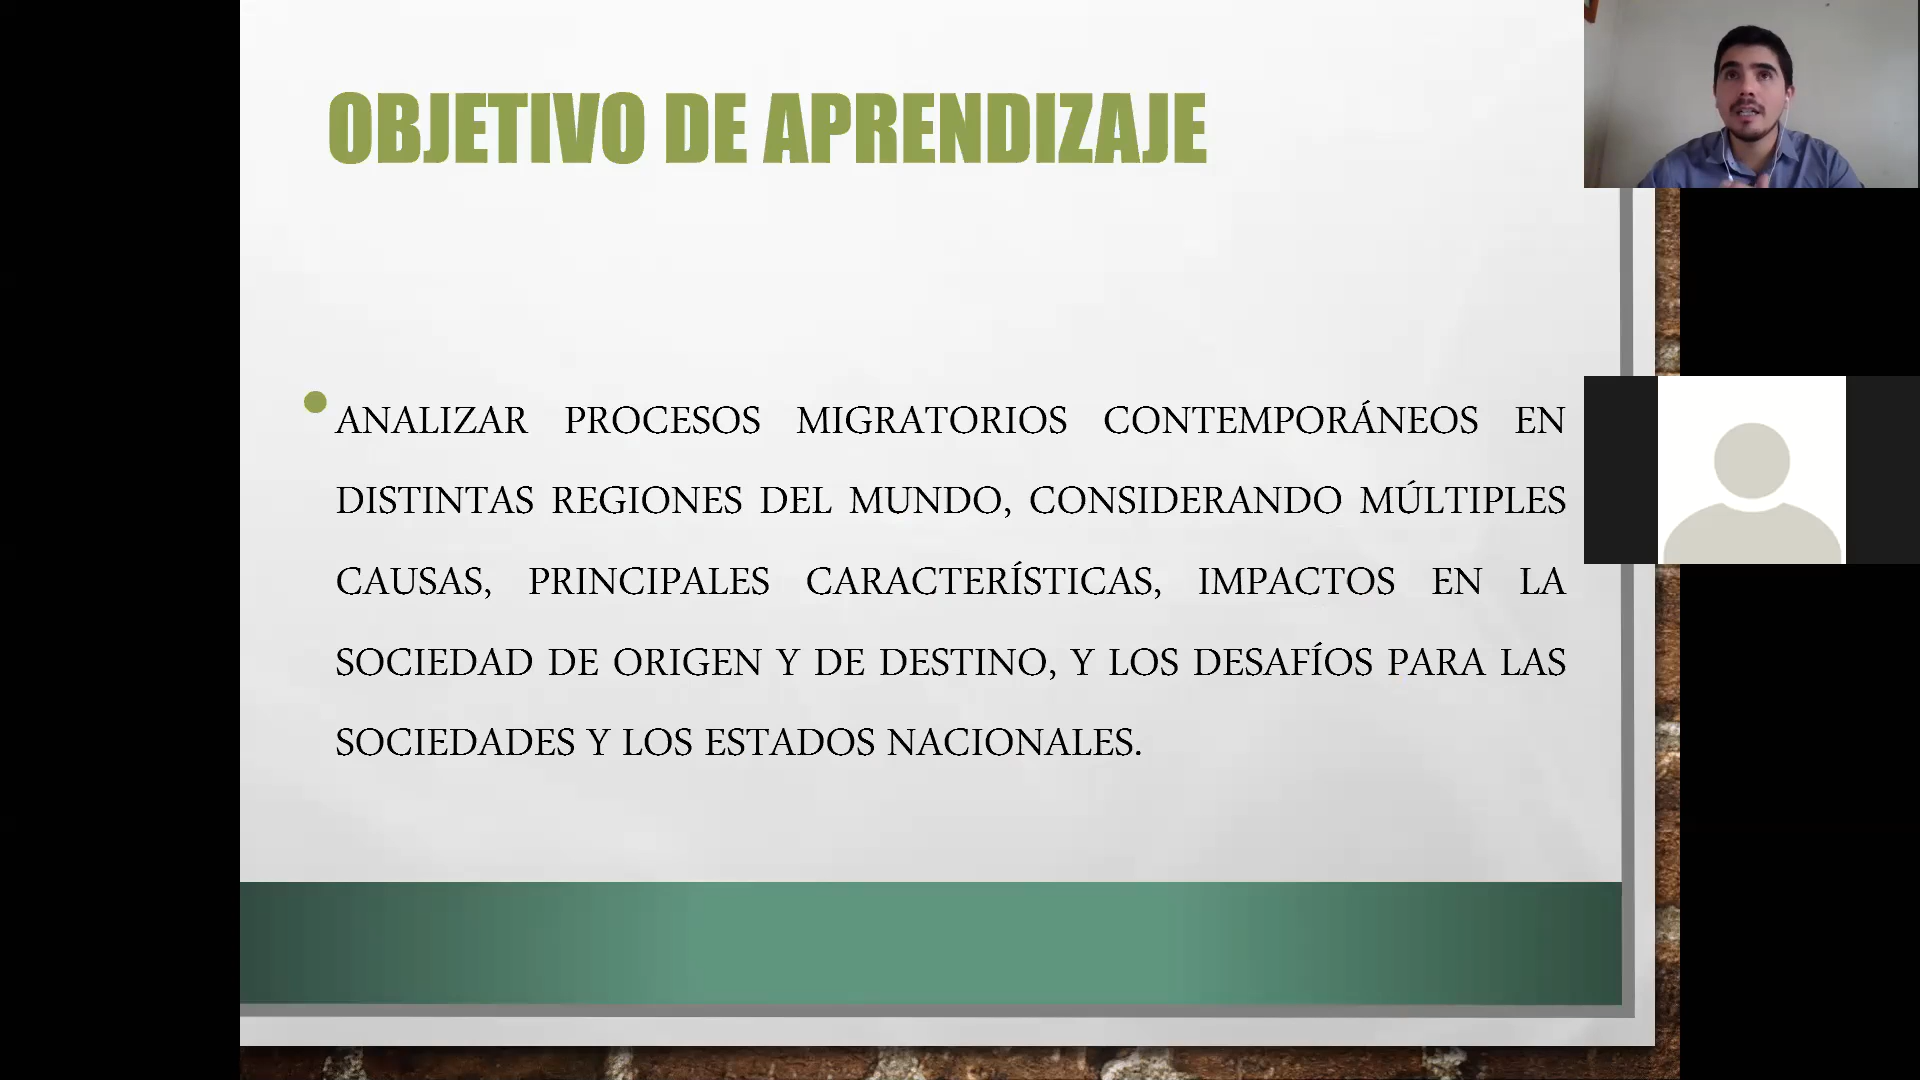 OBJETIVO DE APRENDIZAJE
ANALIZAR PROCESOS MIGRATORIOS CONTEMPORÁNEOS EN
DISTINTAS REGIONES DEL MUNDO, CONSIDERANDO MÚLTIPLES
CAUSAS, PRINCIPALES CARACTERÍSTICAS, IMPACTOS EN LA
SOCIEDAD DE ORIGEN Y DE DESTINO, Y LOS DESAFÍOS PARA LAS
SOCIEDADES Y LOS ESTADOS NACIONALES.